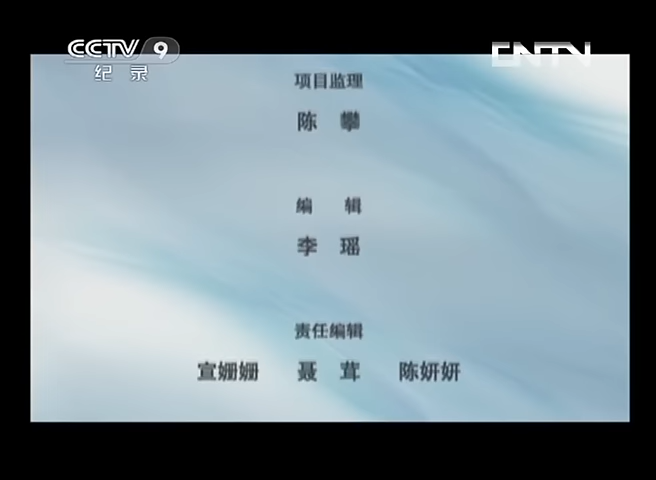 CCTV 9
纪 录
CNTV
项目监理
陈 攀
编 辑
李 瑶
责任编辑
宣姗姗 聂 茸 陈妍妍